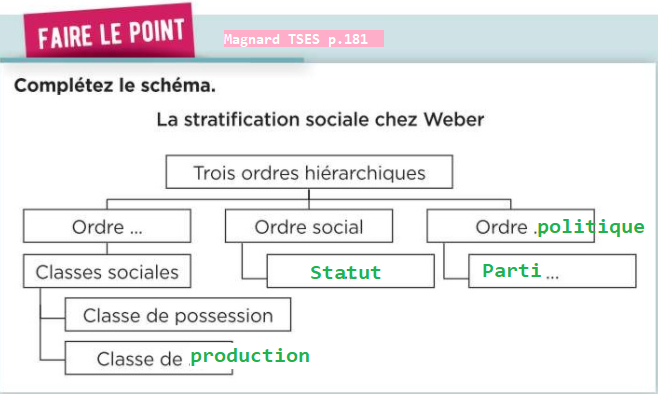 FAIRE LE POINT
Magnard TSES p.181
Complétez le schéma.
La stratification sociale chez Weber
Trois ordres hiérarchiques
Ordre ...
Ordre social
Ordre .politique
Classes sociales
Statut
Parti ...
Classe de possession
Classe de production